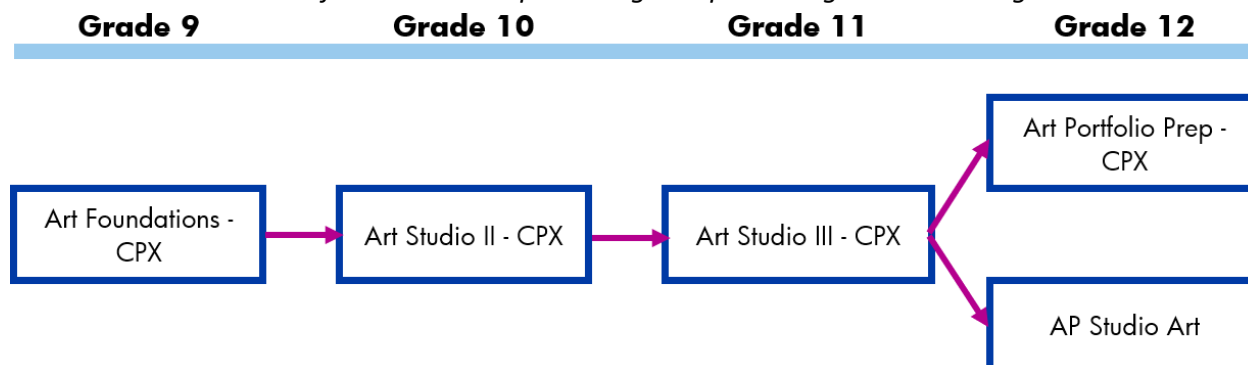 Grade 9 Grade 10 Grade 11 Grade 12
Art Portfolio Prep -
CPX
Art Foundations -
CPX
Art Studio II - CPX
Art Studio III - CPX
AP Studio Art